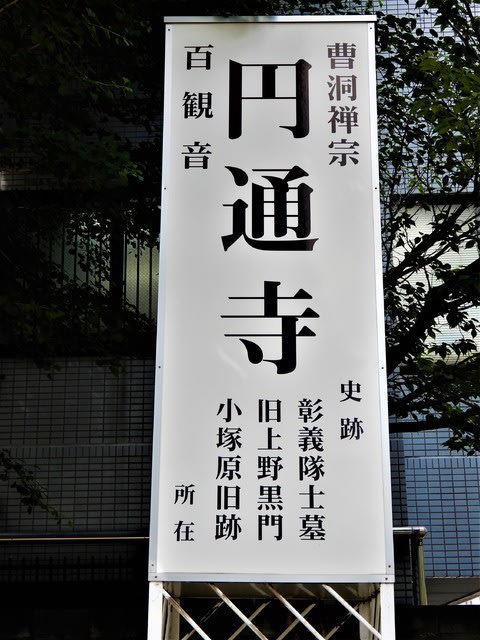 曹洞禅宗
円通寺
百観音
史跡
彰義隊士墓
旧上野黒門
小塚原旧跡
所在